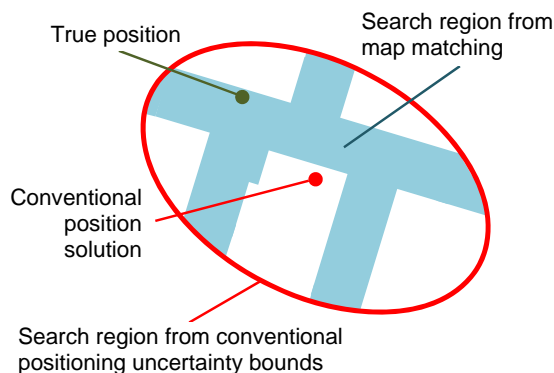 True position
Search region from
map matching
Conventional
position
solution
Search region from conventional
positioning uncertainty bounds